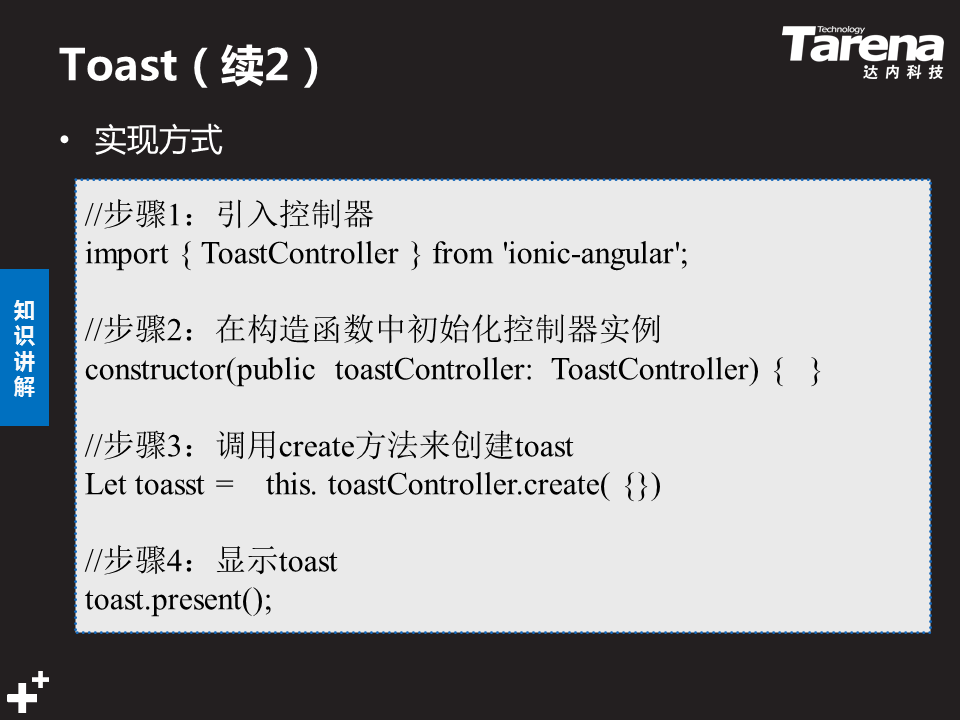 Toast（续2）
Technology
Tarena
达内科技
• 实现方式
//步骤1：引入控制器
import { ToastController } from 'ionic-angular';
//步骤2：在构造函数中初始化控制器实例
constructor(public toastController: ToastController) { }
//步骤3：调用create方法来创建toast
Let toasst = this. toastController.create( {})
//步骤4：显示toast
toast.present();
知
识
讲
解